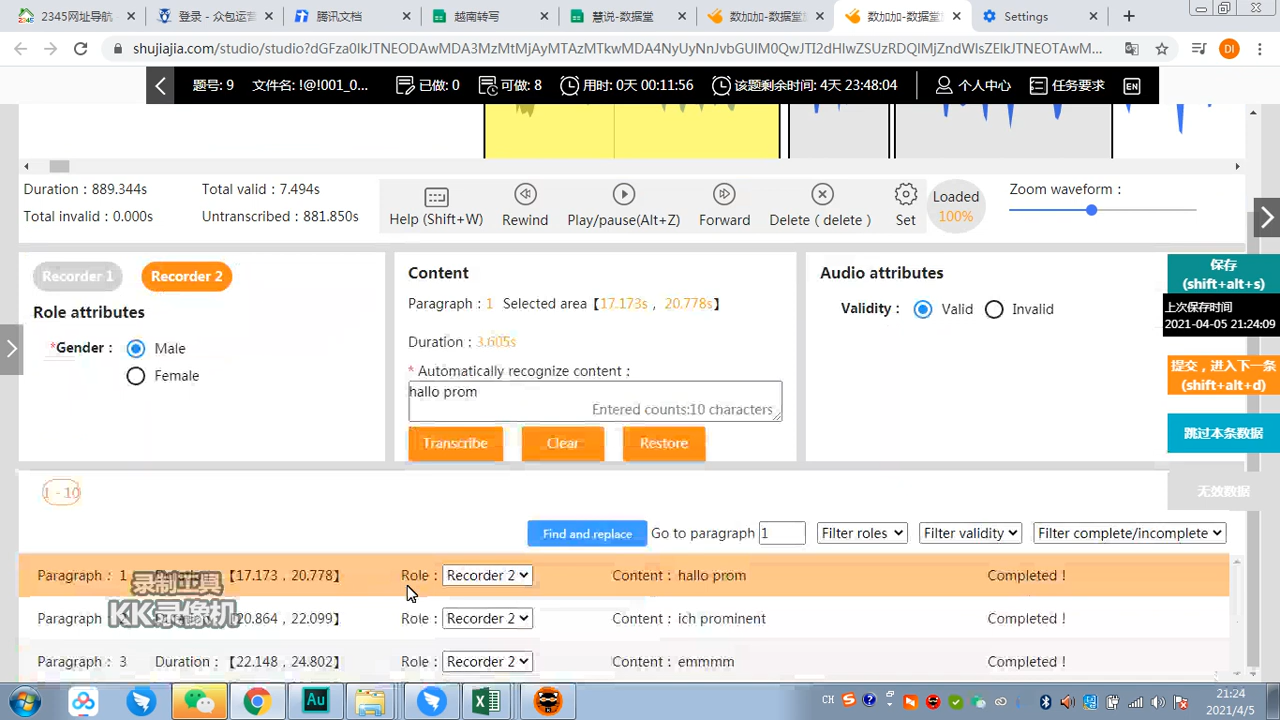 2345网址导航
登录 - 众包运营
腾讯文档
越南转写
慧说-数据堂
数加加-数据堂
数加加-数据堂
Settings
DI
题号: 9 文件名: !@!001_0... 已做: 0 可做: 8 用时: 0天 00:11:56 该题剩余时间: 4天 23:48:04 个人中心 任务要求 EN
Duration : 889.344s Total valid : 7.494s
Total invalid : 0.000s Untranscribed : 881.850s
Help (Shift+W) Rewind Play/pause(Alt+Z) Forward Delete ( delete ) Set
Loaded 100%
Zoom waveform :
Recorder 1 Recorder 2
Role attributes
*Gender : Male
Female
Content
Paragraph : 1 Selected area【17.173s , 20.778s】
Duration : 3.605s
* Automatically recognize content :
hallo prom
Entered counts:10 characters
Transcribe Clear Restore
Audio attributes
Validity : Valid Invalid
保存
(shift+alt+s)
上次保存时间
2021-04-05 21:24:09
提交，进入下一条
(shift+alt+d)
跳过本条数据
无效数据
1 - 10
Find and replace Go to paragraph 1 Filter roles Filter validity Filter complete/incomplete
Paragraph : 1 Duration : 【17.173 , 20.778】 Role : Recorder 2 Content : hallo prom Completed !
录制工具
KK录像机
Paragraph : 2 Duration : 【20.864 , 22.099】 Role : Recorder 2 Content : ich prominent Completed !
Paragraph : 3 Duration : 【22.148 , 24.802】 Role : Recorder 2 Content : emmmm Completed !
Au
CH
21:24
2021/4/5